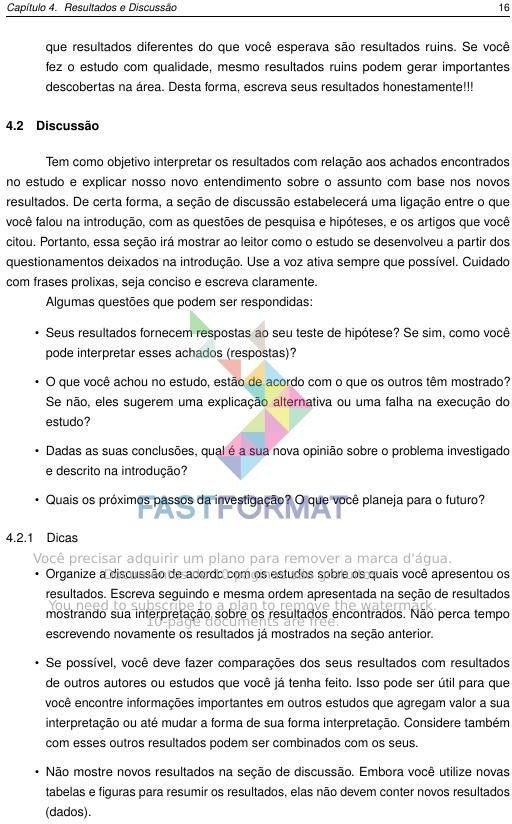 Capítulo 4. Resultados e Discussão 16
que resultados diferentes do que você esperava são resultados ruins. Se você
fez o estudo com qualidade, mesmo resultados ruins podem gerar importantes
descobertas na área. Desta forma, escreva seus resultados honestamente!!!
4.2 Discussão
Tem como objetivo interpretar os resultados com relação aos achados encontrados
no estudo e explicar nosso novo entendimento sobre o assunto com base nos novos
resultados. De certa forma, a seção de discussão estabelecerá uma ligação entre o que
você falou na introdução, com as questões de pesquisa e hipóteses, e os artigos que você
citou. Portanto, essa seção irá mostrar ao leitor como o estudo se desenvolveu a partir dos
questionamentos deixados na introdução. Use a voz ativa sempre que possível. Cuidado
com frases prolixas, seja conciso e escreva claramente.
Algumas questões que podem ser respondidas:
• Seus resultados fornecem respostas ao seu teste de hipótese? Se sim, como você
pode interpretar esses achados (respostas)?
• O que você achou no estudo, estão de acordo com o que os outros têm mostrado?
Se não, eles sugerem uma explicação alternativa ou uma falha na execução do
estudo?
• Dadas as suas conclusões, qual é a sua nova opinião sobre o problema investigado
e descrito na introdução?
• Quais os próximos passos da investigação? O que você planeja para o futuro?
FASTFORMAT
4.2.1 Dicas
Você precisar adquirir um plano para remover a marca d'água.
• Organize a discussão de acordo com os estudos sobre os quais você apresentou os
resultados. Escreva seguindo e mesma ordem apresentada na seção de resultados
You need to subscribe to a plan to remove the watermark.
mostrando sua interpretação sobre os resultados encontrados. Não perca tempo
10-page documents are free.
escrevendo novamente os resultados já mostrados na seção anterior.
• Se possível, você deve fazer comparações dos seus resultados com resultados
de outros autores ou estudos que você já tenha feito. Isso pode ser útil para que
você encontre informações importantes em outros estudos que agregam valor a sua
interpretação ou até mudar a forma de sua forma interpretação. Considere também
com esses outros resultados podem ser combinados com os seus.
• Não mostre novos resultados na seção de discussão. Embora você utilize novas
tabelas e figuras para resumir os resultados, elas não devem conter novos resultados
(dados).